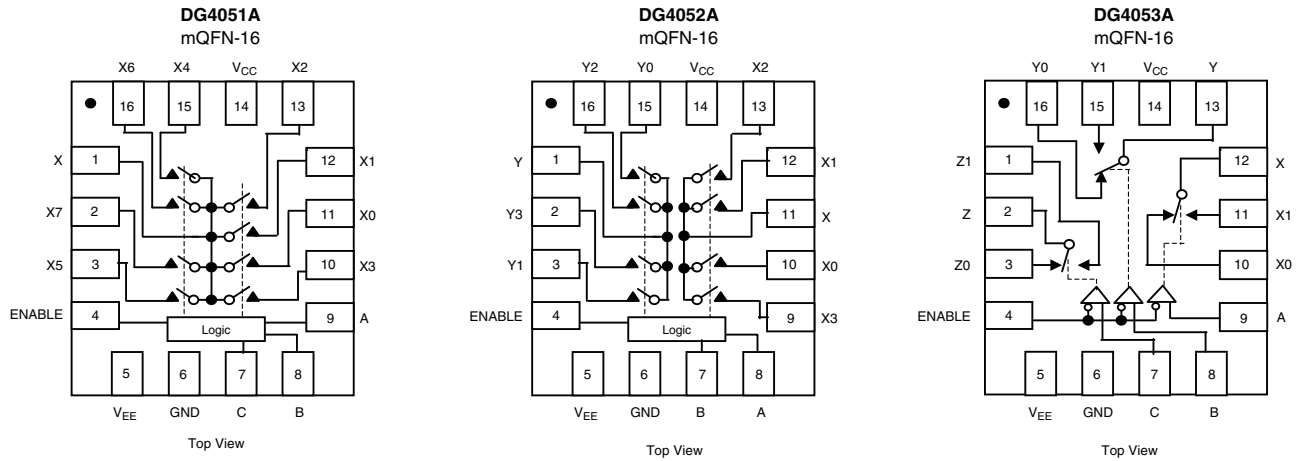 DG4051A
mQFN-16
X6 X4 VCC X2
16 15 14 13
X 1 12 X1
X7 2 11 X0
X5 3 10 X3
ENABLE 4 9 A
Logic
5 6 7 8
VEE GND C B
Top View
DG4052A
mQFN-16
Y2 Y0 VCC X2
16 15 14 13
Y 1 12 X1
Y3 2 11 X
Y1 3 10 X0
ENABLE 4 9 X3
Logic
5 6 7 8
VEE GND B A
Top View
DG4053A
mQFN-16
Y0 Y1 VCC Y
16 15 14 13
Z1 1 12 X
Z 2 11 X1
Z0 3 10 X0
ENABLE 4 9 A
5 6 7 8
VEE GND C B
Top View